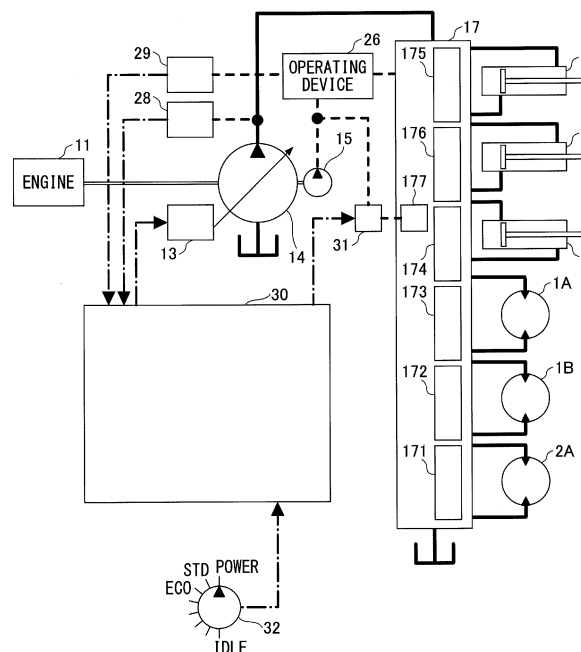 29
26
17
OPERATING
DEVICE
175
28
11
15
176
ENGINE
177
13
14
31
174
30
173
1A
172
1B
171
2A
STD POWER
ECO
32
IDLE